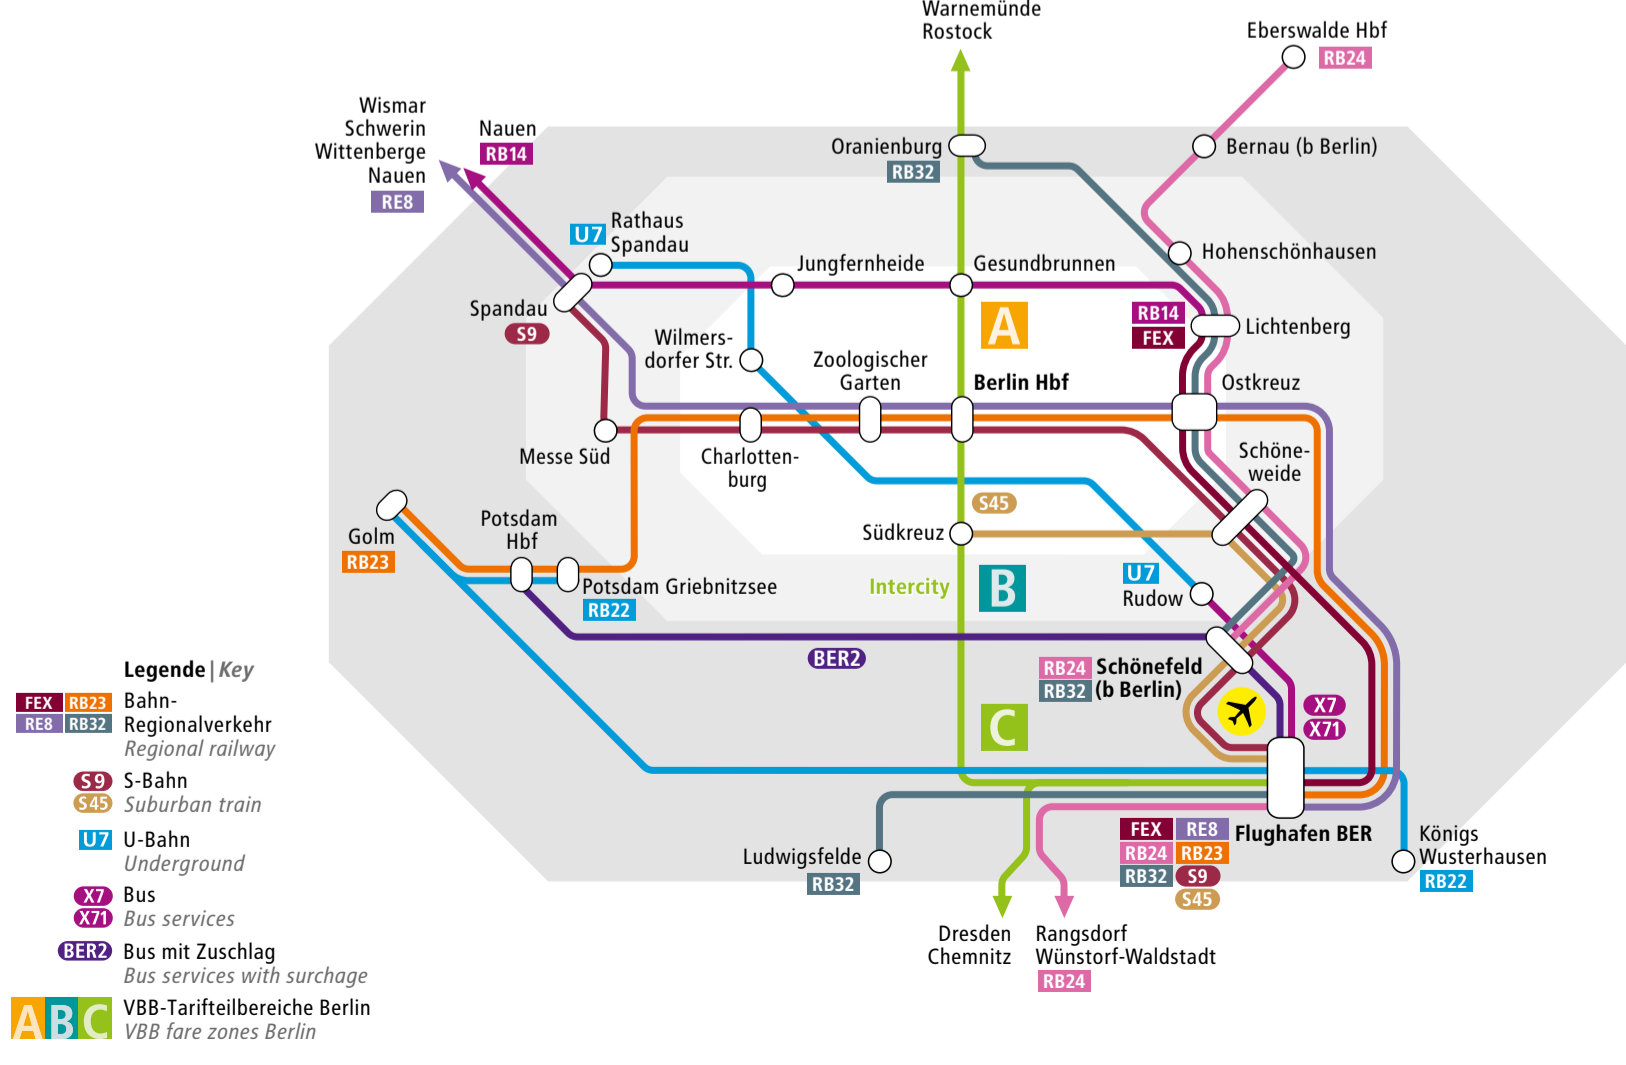 Warnemünde
Rostock
Eberswalde Hbf
RB24
Wismar
Schwerin
Wittenberge
Nauen
RE8
Nauen
RB14
Oranienburg
RB32
Bernau (b Berlin)
U7
Rathaus
Spandau
Jungfernheide
Gesundbrunnen
Hohenschönhausen
Spandau
S9
A
RB14
FEX
Lichtenberg
Wilmers-
dorfer Str.
Zoologischer
Garten
Berlin Hbf
Ostkreuz
Messe Süd
Charlotten-
burg
Schöne-
weide
S45
Golm
RB23
Potsdam
Hbf
Südkreuz
Potsdam Griebnitzsee
RB22
Intercity
B
U7
Rudow
BER2
RB24
RB32
Schönefeld
(b Berlin)
C
X7
X71
Flughafen BER
FEX RE8
RB24 RB23
RB32 S9
S45
Ludwigsfelde
RB32
Königs
Wusterhausen
RB22
Dresden
Chemnitz
Rangsdorf
Wünstorf-Waldstadt
RB24
Legende|Key
FEX RB23 Bahn-
RE8 RB32 Regionalverkehr
Regional railway
S9 S-Bahn
S45 Suburban train
U7 U-Bahn
Underground
X7 Bus
X71 Bus services
BER2 Bus mit Zuschlag
Bus services with surchage
ABC VBB-Tarifteilbereiche Berlin
VBB fare zones Berlin